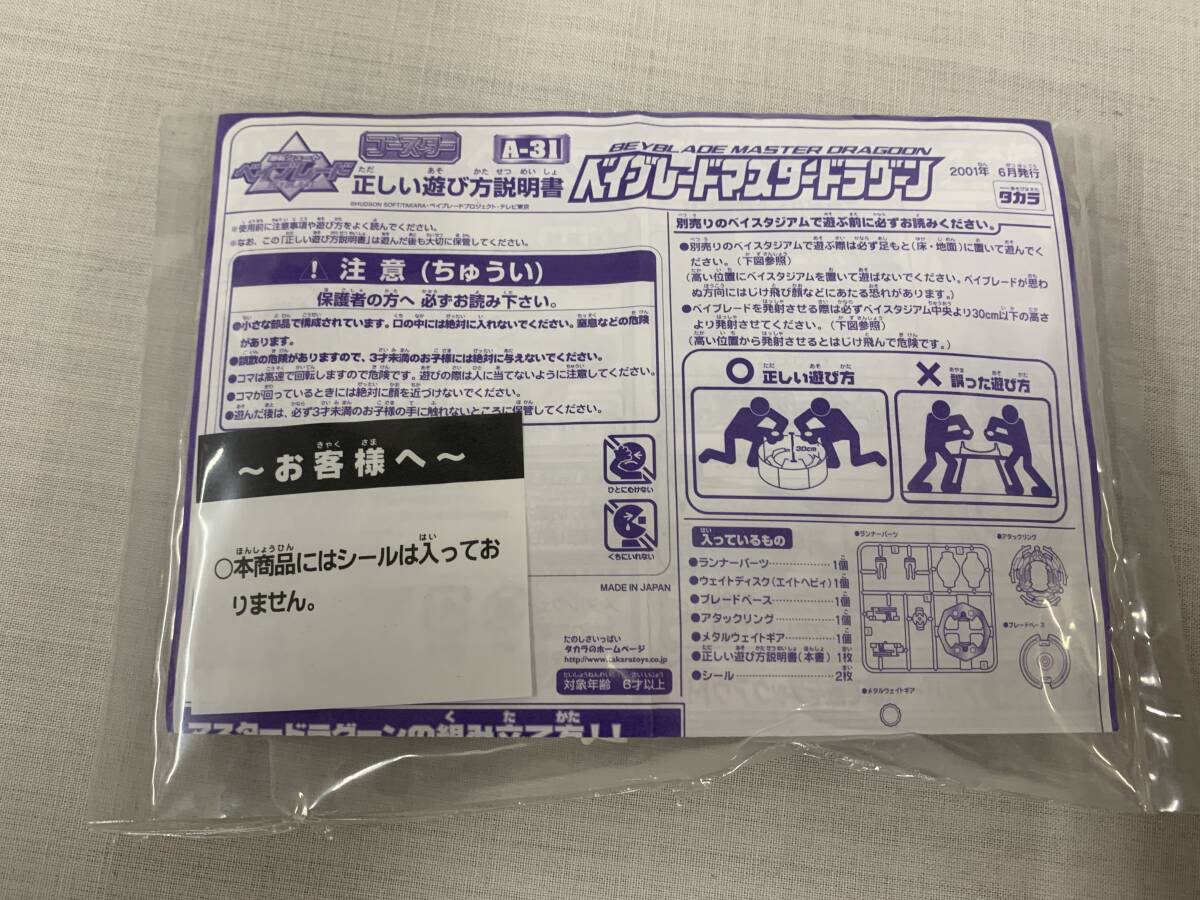 ベイブレード
ブースター
A-31
正しい遊び方説明書
©HUDSON SOFT/TAKARA・ベイブレードプロジェクト・テレビ東京
BEYBLADE MASTER DRAGOON
ベイブレードマスタードラグーン
2001年 6月発行
タカラ
※使用前に注意事項や遊び方をよく読んでください。
※なお、この「正しい遊び方説明書」は遊んだ後も大切に保管してください。
! 注意 (ちゅうい)
保護者の方へ 必ずお読み下さい。
●小さな部品で構成されています。口の中には絶対に入れないでください。窒息などの危険
があります。
●誤飲の危険がありますので、3才未満のお子様には絶対に与えないでください。
●コマは高速で回転しますので危険です。遊びの際は人に当てないように注意してください。
●コマが回っているときには絶対に顔を近づけないでください。
●遊んだ後は、必ず3才未満のお子様の手に触れないところに保管してください。
～お客様へ～
○本商品にはシールは入ってお
りません。
ひとにむけない
くちにいれない
MADE IN JAPAN
たのしさいっぱい
タカラのホームページ
http://www.takaratoys.co.jp
対象年齢 6才以上
マスタードラグーンの組み立て方!!
別売りのベイスタジアムで遊ぶ前に必ずお読みください。
●別売りのベイスタジアムで遊ぶ際は必ず足もと(床・地面)に置いて遊んでく
ださい。(下図参照)
(高い位置にベイスタジアムを置いて遊ばないでください。ベイブレードが思わ
ぬ方向にはじけ飛び顔などにあたる恐れがあります。)
●ベイブレードを発射させる際は必ずベイスタジアム中央より30cm以下の高さ
より発射させてください。(下図参照)
(高い位置から発射させるとはじけ飛んで危険です。)
正しい遊び方
30cm
誤った遊び方
入っているもの
●ランナーパーツ 1個
●ウェイトディスク(エイトヘビィ) 1個
●ブレードベース 1個
●アタックリング 1個
●メタルウェイトギア 1個
●正しい遊び方説明書(本書) 1枚
●シール 2枚
●ランナーパーツ
●アタックリング
●ブレードベース
●メタルウェイトギア